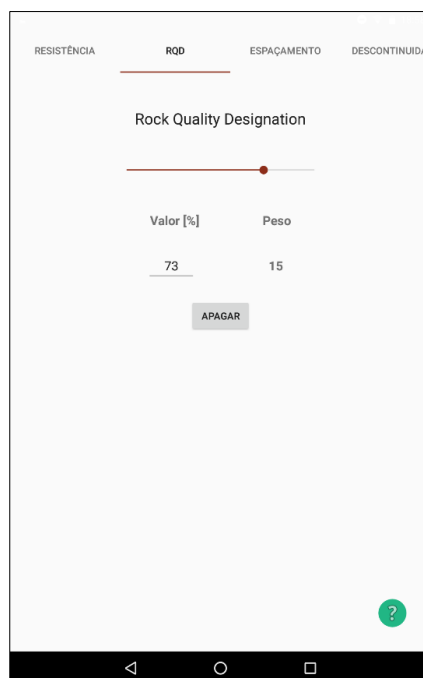 RESISTÊNCIA RQD ESPAÇAMENTO DESCONTINUIDA
Rock Quality Designation
Valor [%] Peso
73 15
APAGAR
?